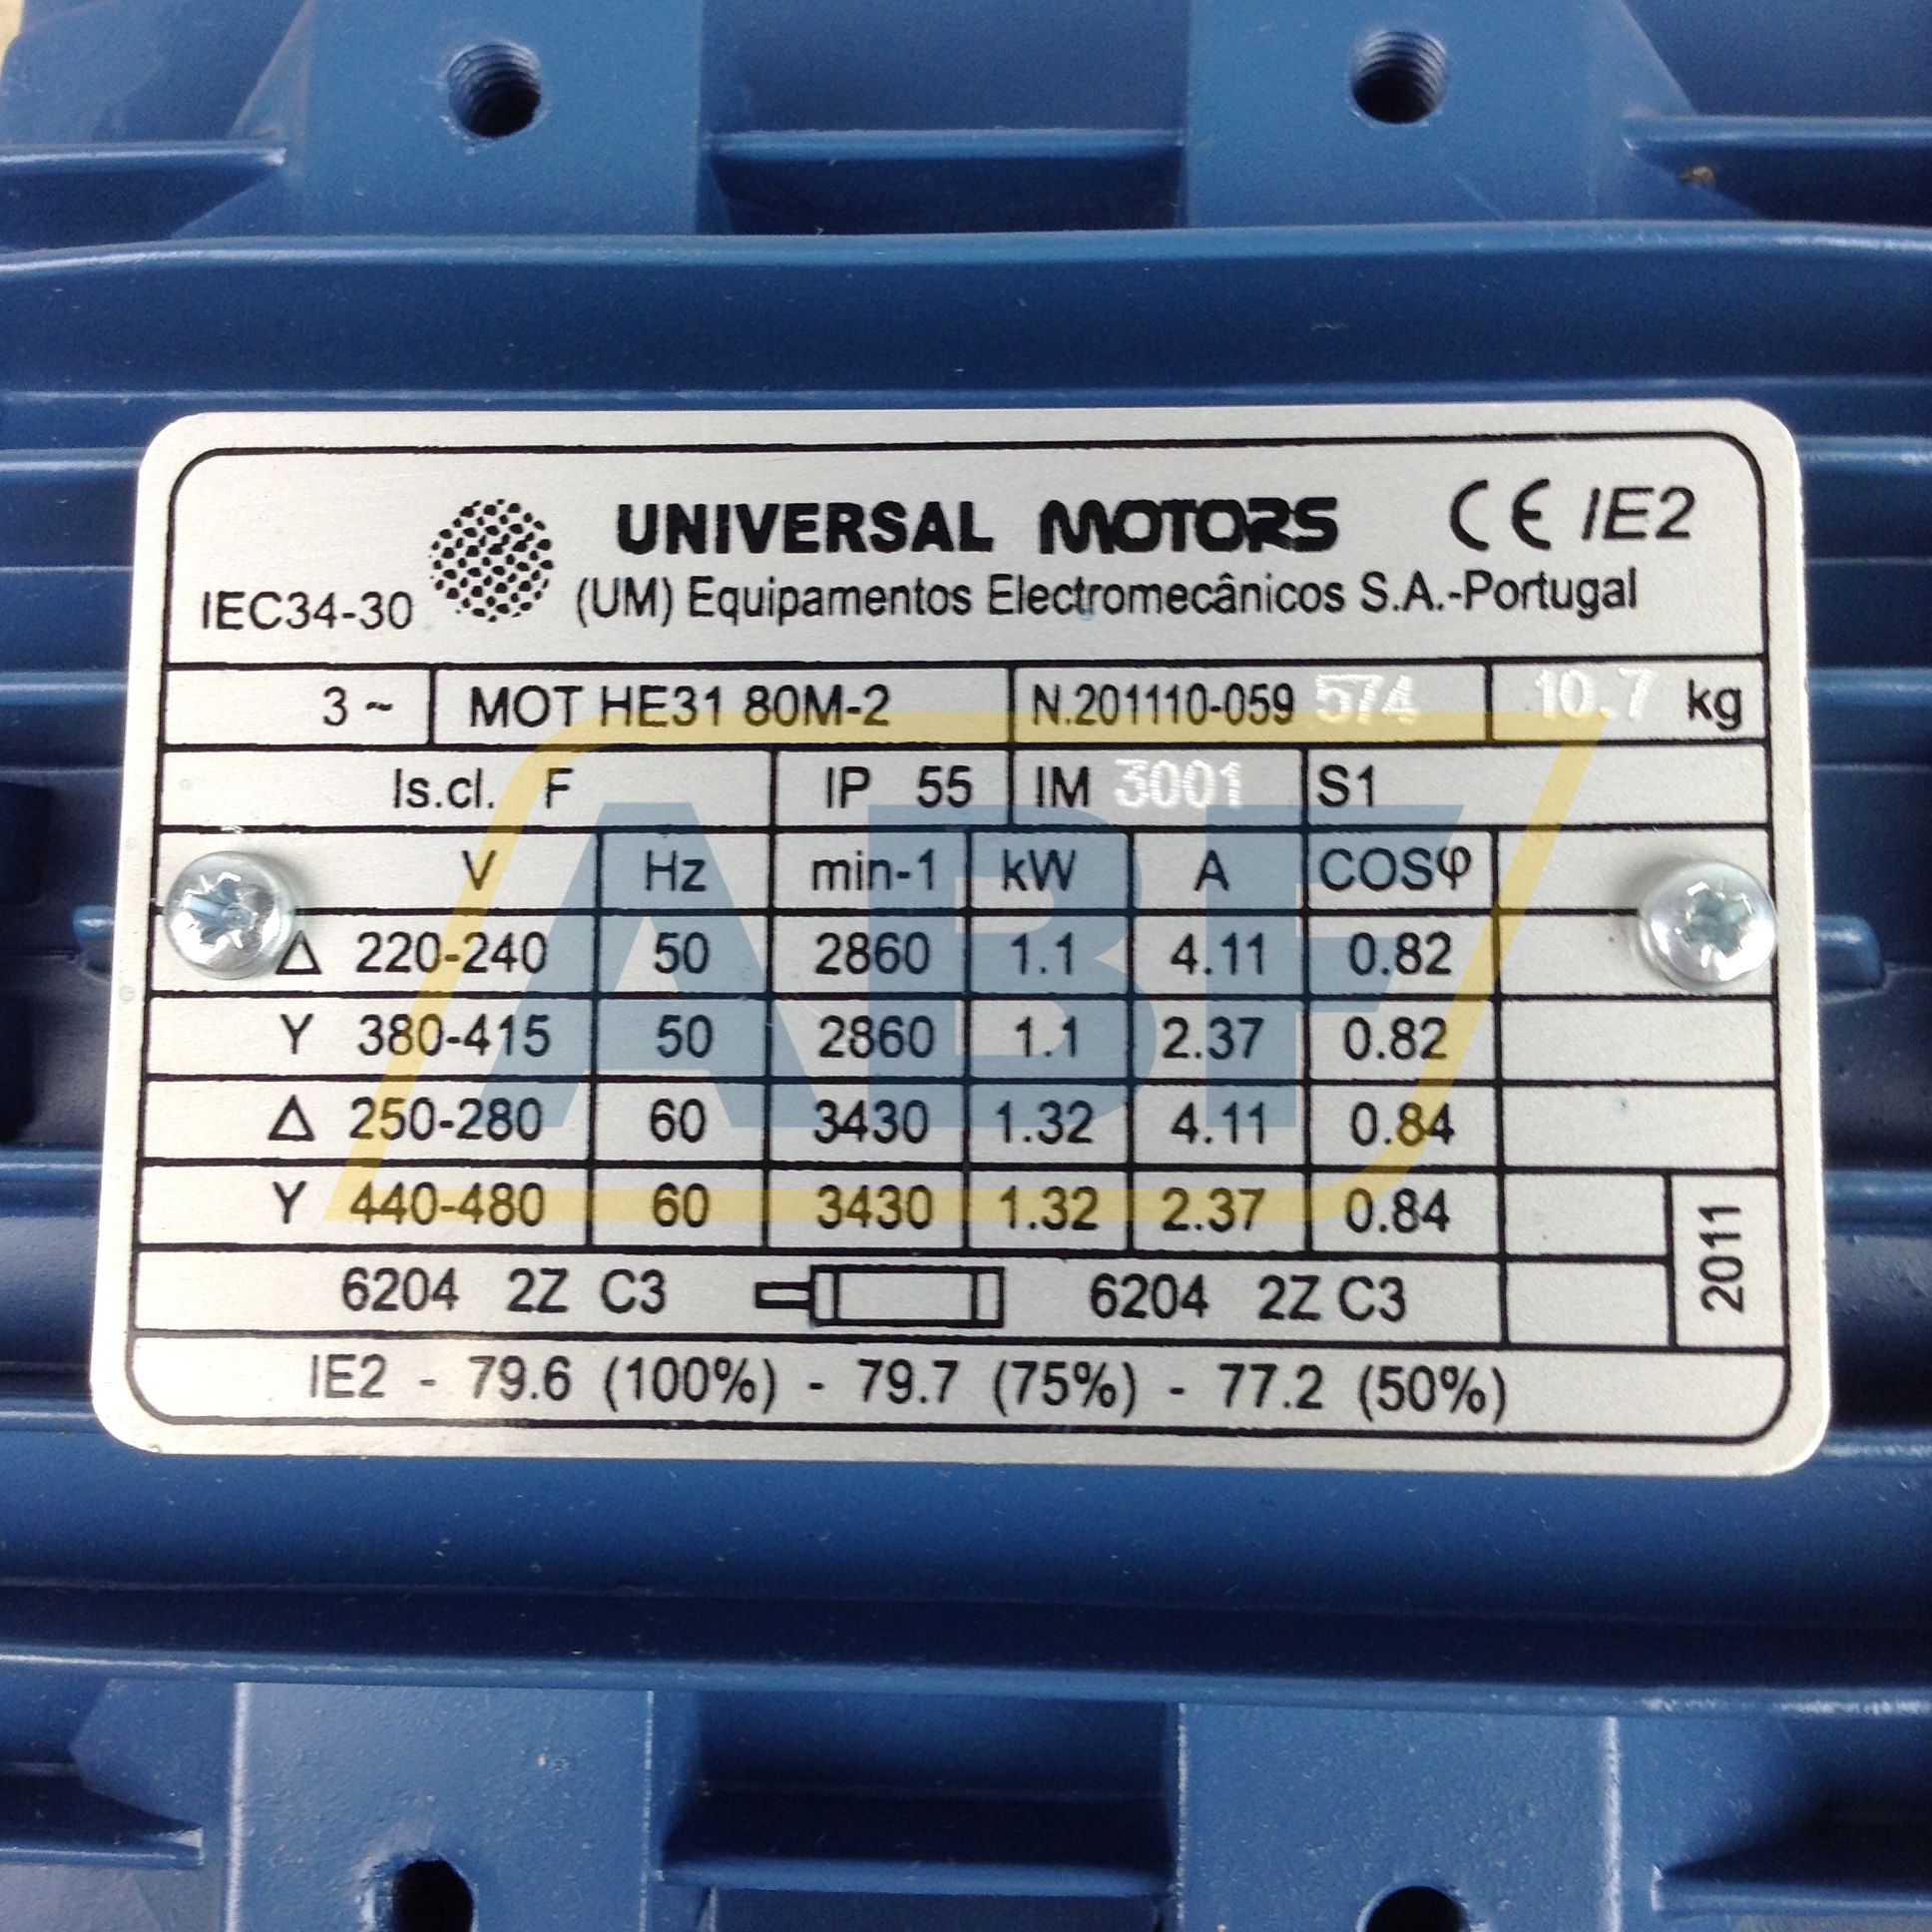 UNIVERSAL MOTORS CE IE2
IEC34-30 (UM) Equipamentos Electromecânicos S.A.-Portugal
3 ~ MOT HE31 80M-2 N.201110-059 574 10.7 kg
Is.cl. F IP 55 IM 3001 S1
V Hz min-1 kW A COSφ
Δ 220-240 50 2860 1.1 4.11 0.82
Y 380-415 50 2860 1.1 2.37 0.82
Δ 250-280 60 3430 1.32 4.11 0.84
Y 440-480 60 3430 1.32 2.37 0.84
2011
6204 2Z C3 6204 2Z C3
IE2 - 79.6 (100%) - 79.7 (75%) - 77.2 (50%)
ABF